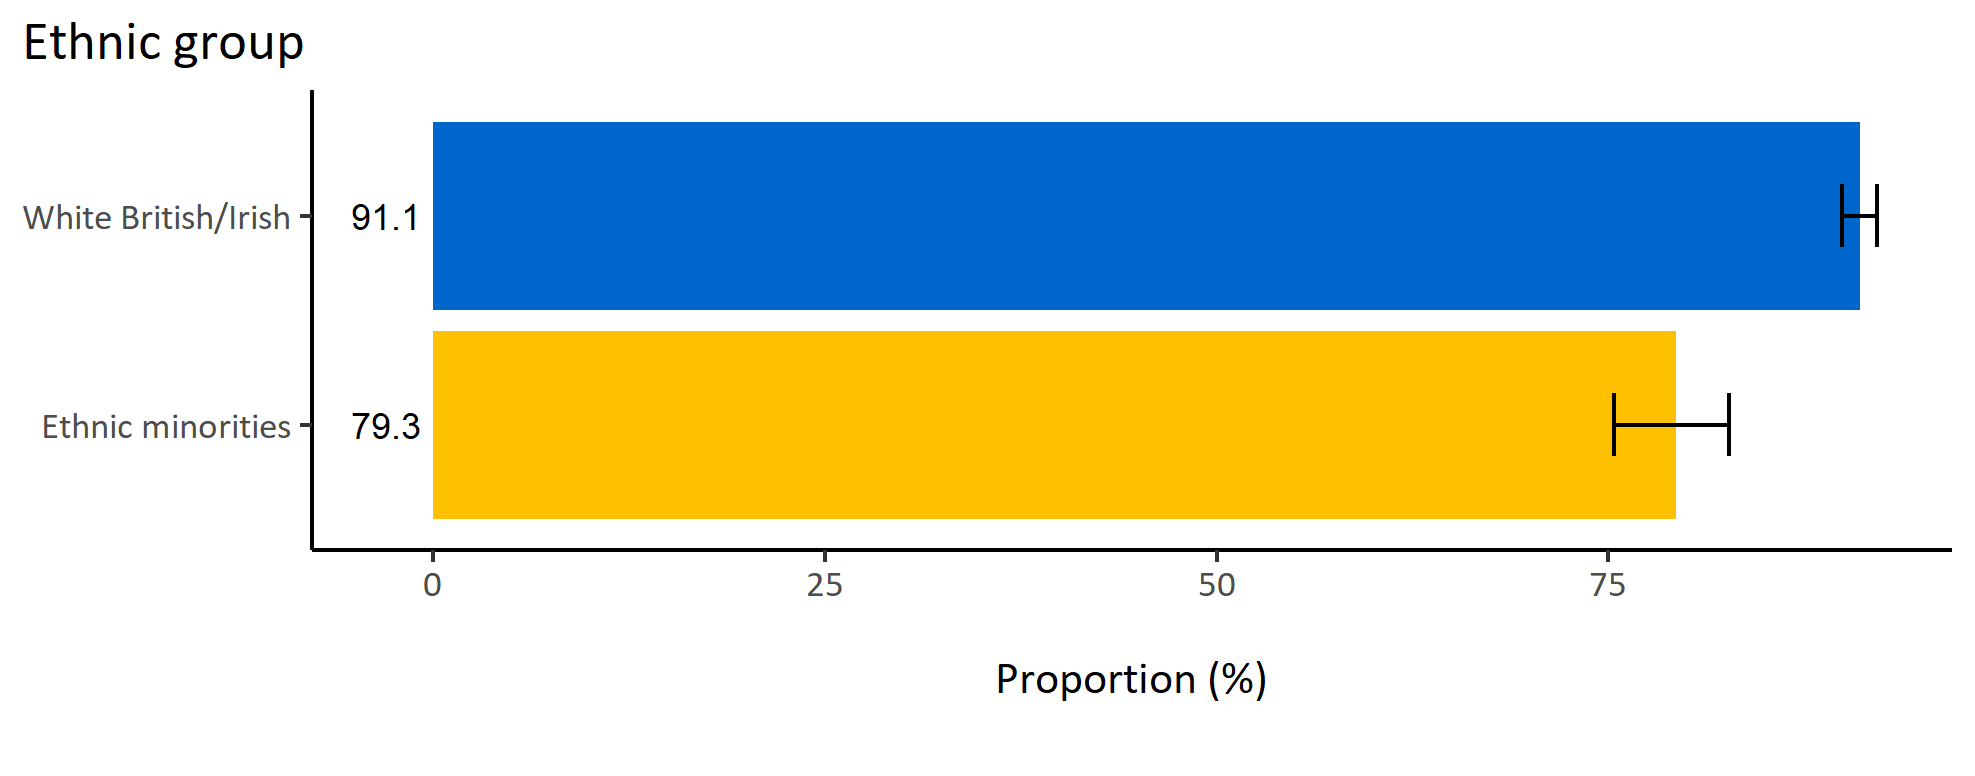 Ethnic group
White British/Irish 91.1
Ethnic minorities 79.3
0 25 50 75
Proportion (%)